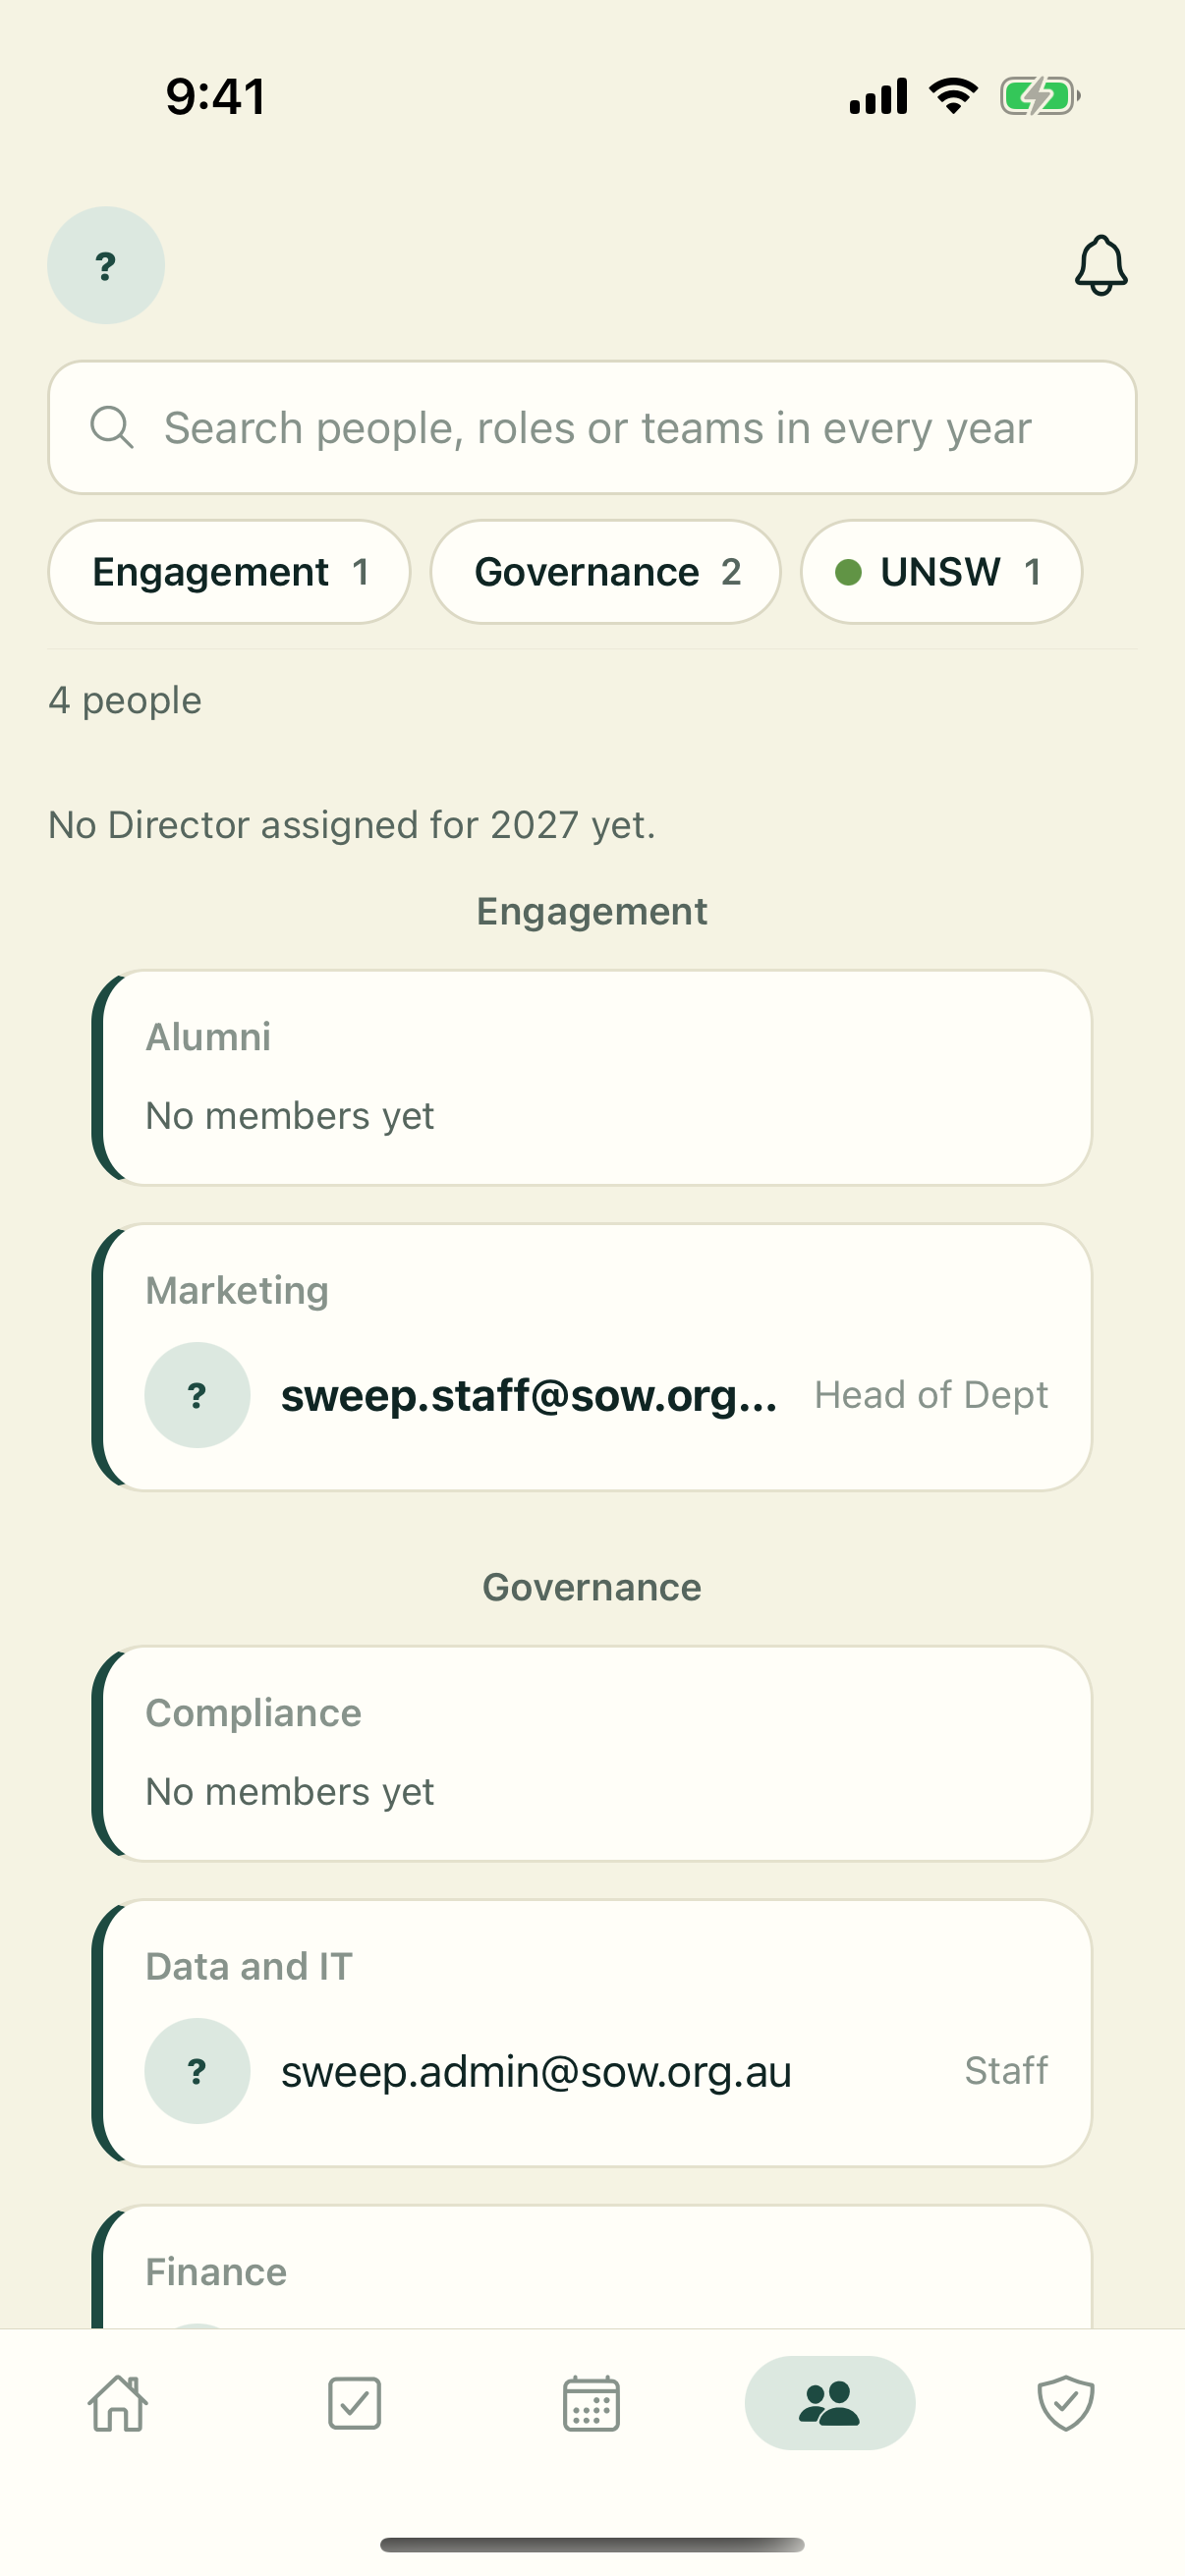 9:41
?
Search people, roles or teams in every year
Engagement 1 Governance 2 UNSW 1
4 people
No Director assigned for 2027 yet.
Engagement
Alumni
No members yet
Marketing
? sweep.staff@sow.org... Head of Dept
Governance
Compliance
No members yet
Data and IT
? sweep.admin@sow.org.au Staff
Finance